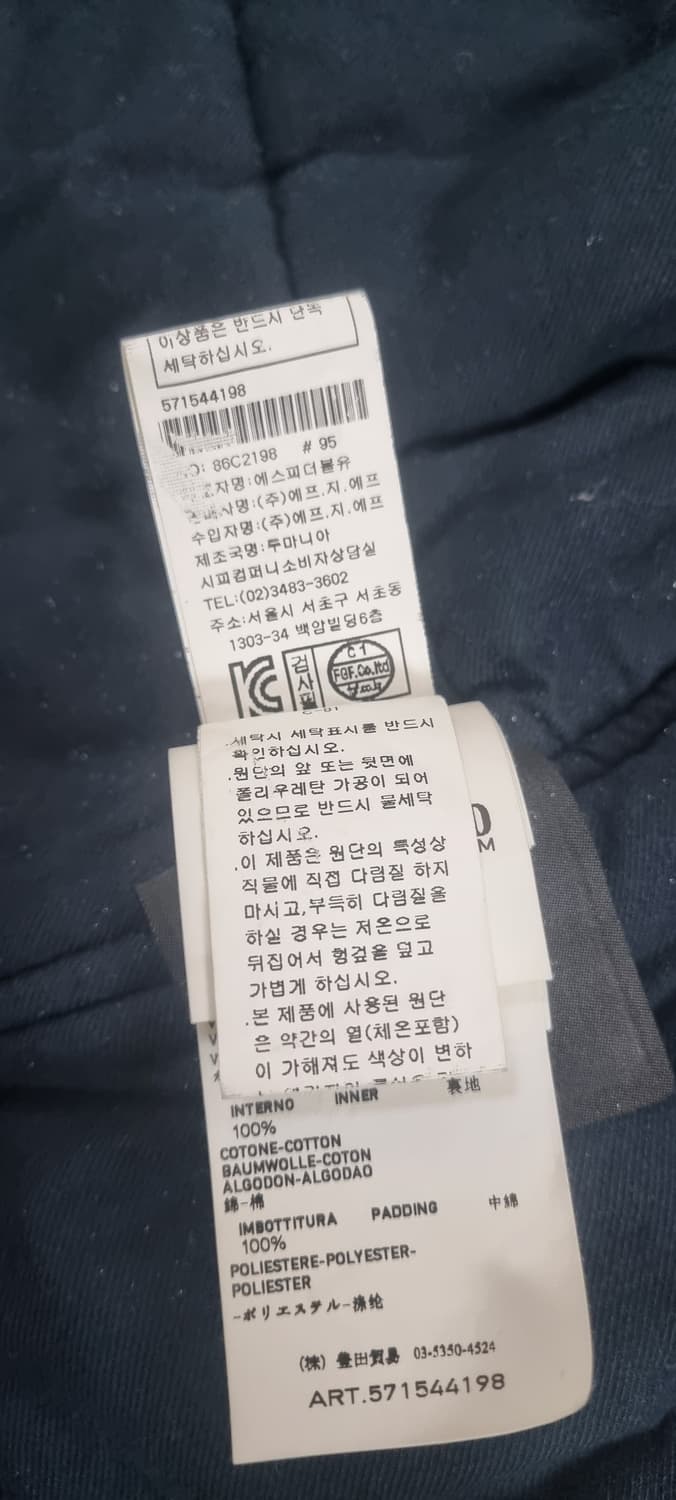 이상품은 반드시 단독
세탁하십시오.
571544198
86C2198 # 95
자명:에스피더블유
자명:(주)에프.지.에프
수입자명:(주)에프.지.에프
제조국명:루마니아
시피컴퍼니소비자상담실
TEL:(02)3483-3602
주소:서울시 서초구 서초동
1303-34 백암빌딩6층
검
사
필
C1
FGF.Co.ltd
.세탁시 세탁표시를 반드시
확인하십시오.
.원단의 앞 또는 뒷면에
폴리우레탄 가공이 되어
있으므로 반드시 물세탁
하십시오.
.이 제품은 원단의 특성상
직물에 직접 다림질 하지
마시고,부득히 다림질을
하실 경우는 저온으로
뒤집어서 헝겊을 덮고
가볍게 하십시오.
.본 제품에 사용된 원단
은 약간의 열(체온포함)
이 가해져도 색상이 변하
M
INTERNO INNER 裏地
100%
COTONE-COTTON
BAUMWOLLE-COTON
ALGODON-ALGODAO
綿-棉
IMBOTTITURA PADDING 中綿
100%
POLIESTERE-POLYESTER-
POLIESTER
-ポリエステル-涤纶
(株) 豊田貿易 03-5350-4524
ART.571544198